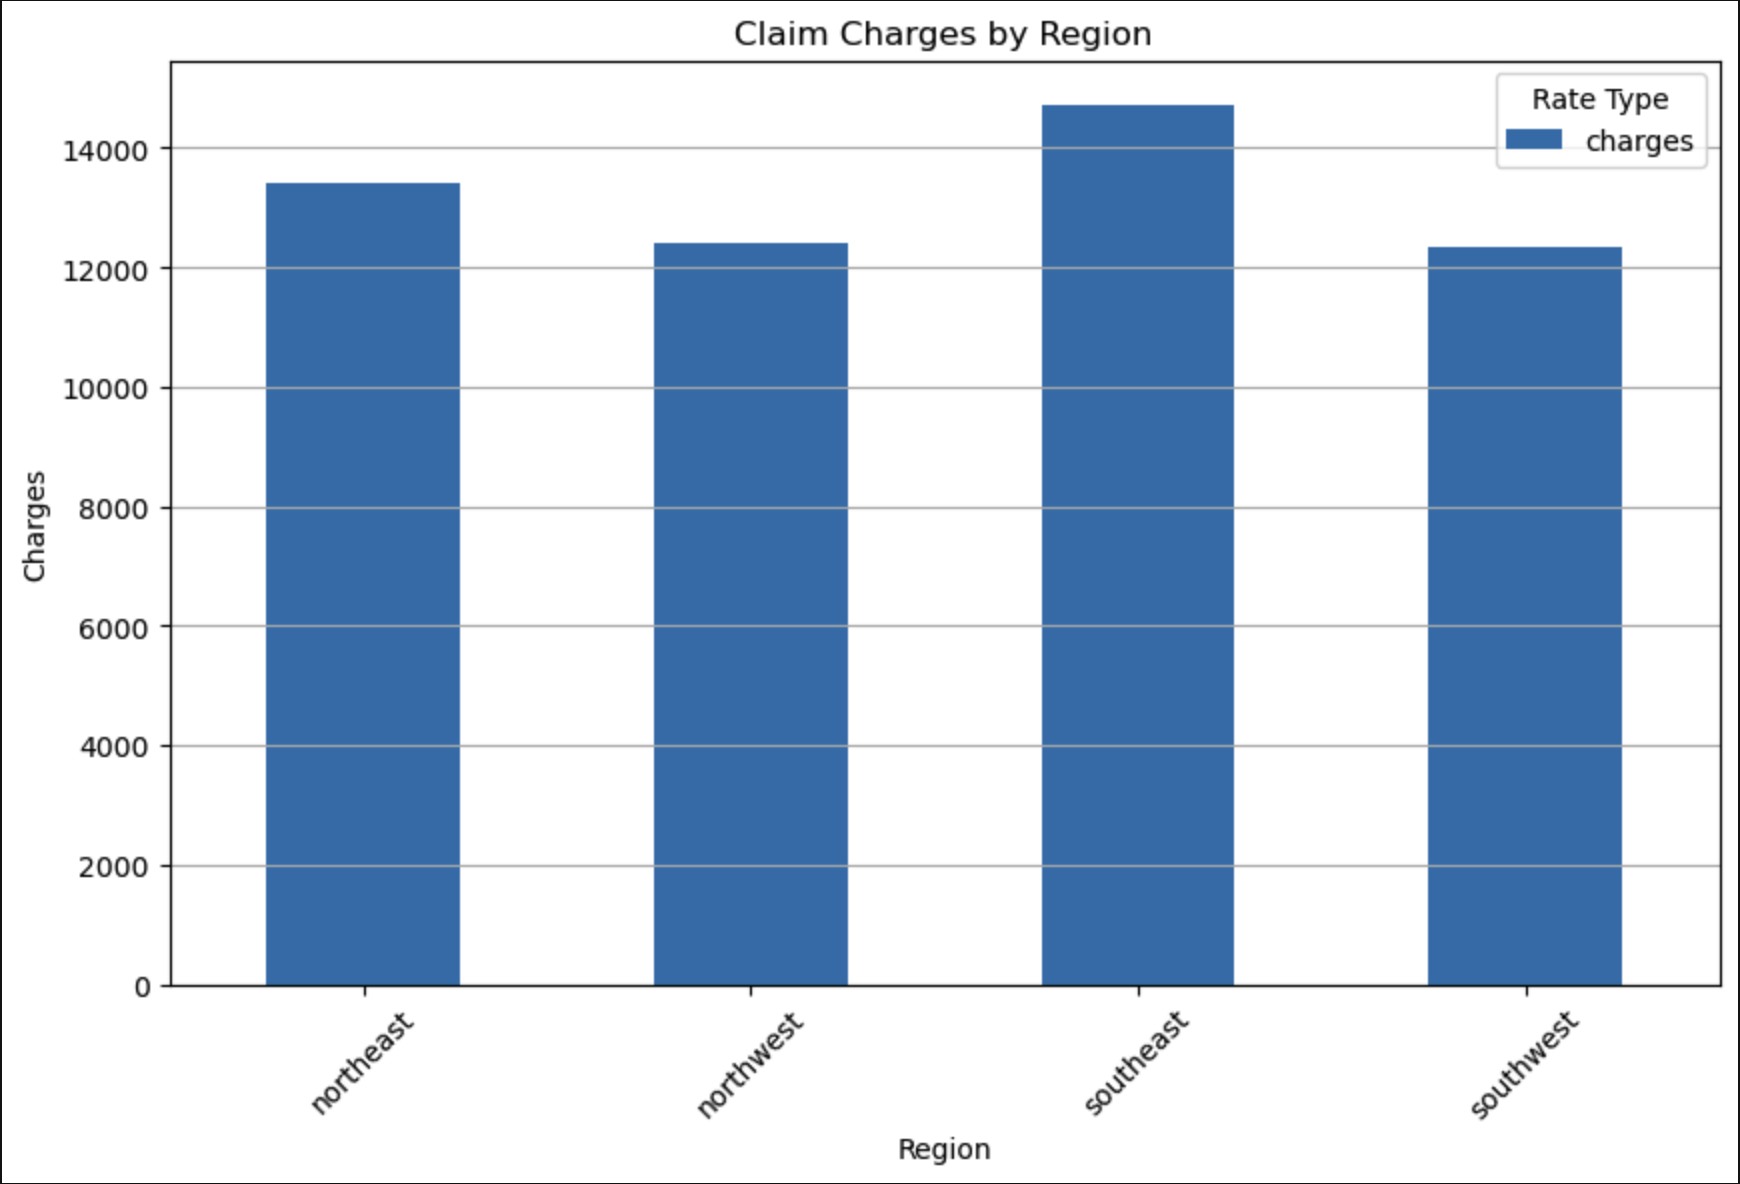 Claim Charges by Region
Rate Type
charges
14000
12000
10000
8000
6000
4000
2000
0
Charges
northeast
northwest
southeast
southwest
Region